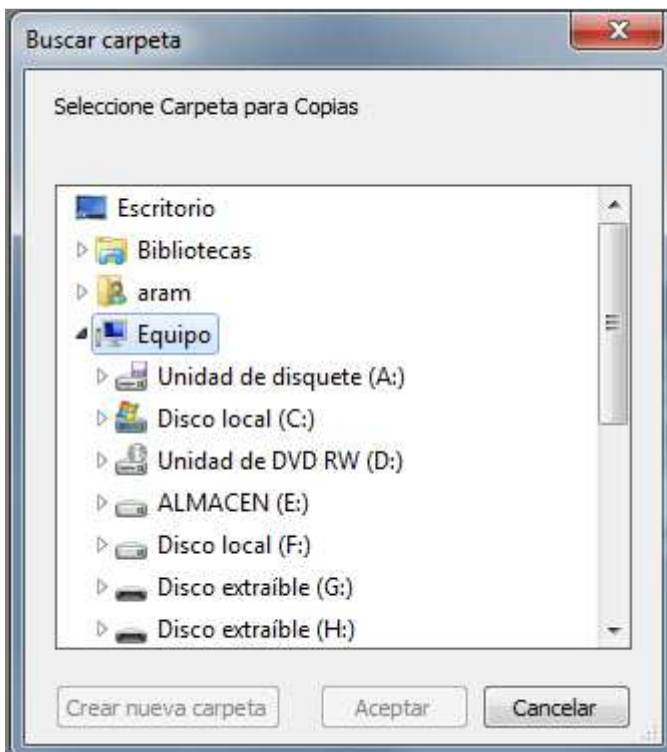 Buscar carpeta
Seleccione Carpeta para Copias
Escritorio
Bibliotecas
aram
Equipo
Unidad de disquete (A:)
Disco local (C:)
Unidad de DVD RW (D:)
ALMACEN (E:)
Disco local (F:)
Disco extraíble (G:)
Disco extraíble (H:)
Crear nueva carpeta Aceptar Cancelar